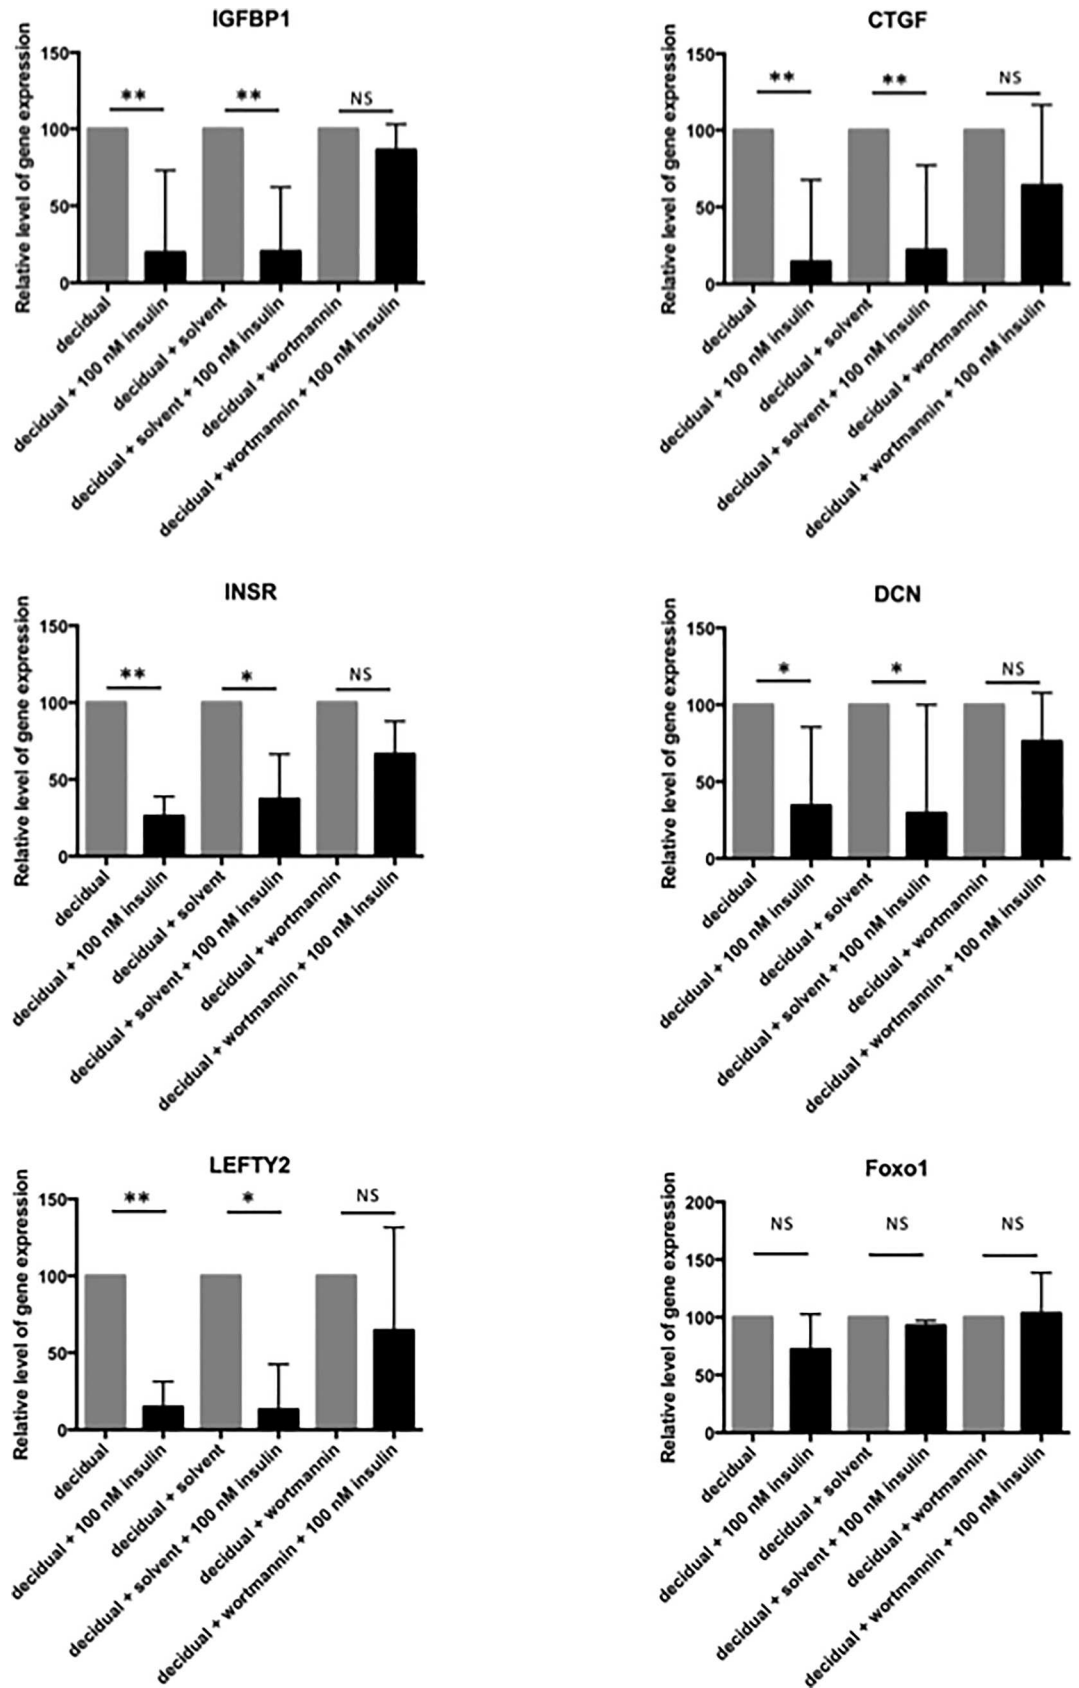 IGFBP1
Relative level of gene expression
150
100
50
0
**
**
NS
decidual
decidual + 100 nM insulin
decidual + solvent
decidual + solvent + 100 nM insulin
decidual + wortmannin
decidual + wortmannin + 100 nM insulin
CTGF
Relative level of gene expression
150
100
50
0
**
**
NS
decidual
decidual + 100 nM insulin
decidual + solvent
decidual + solvent + 100 nM insulin
decidual + wortmannin
decidual + wortmannin + 100 nM insulin
INSR
Relative level of gene expression
150
100
50
0
**
*
NS
decidual
decidual + 100 nM insulin
decidual + solvent
decidual + solvent + 100 nM insulin
decidual + wortmannin
decidual + wortmannin + 100 nM insulin
DCN
Relative level of gene expression
150
100
50
0
*
*
NS
decidual
decidual + 100 nM insulin
decidual + solvent
decidual + solvent + 100 nM insulin
decidual + wortmannin
decidual + wortmannin + 100 nM insulin
LEFTY2
Relative level of gene expression
150
100
50
0
**
*
NS
decidual
decidual + 100 nM insulin
decidual + solvent
decidual + solvent + 100 nM insulin
decidual + wortmannin
decidual + wortmannin + 100 nM insulin
Foxo1
Relative level of gene expression
200
150
100
50
0
NS
NS
NS
decidual
decidual + 100 nM insulin
decidual + solvent
decidual + solvent + 100 nM insulin
decidual + wortmannin
decidual + wortmannin + 100 nM insulin